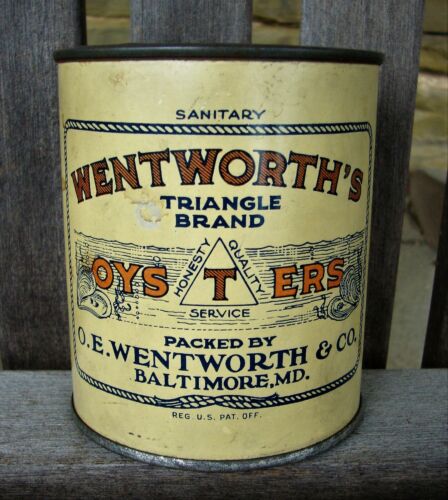 SANITARY
WENTWORTH'S
TRIANGLE
BRAND
HONESTY QUALITY
OYSTERS
SERVICE
PACKED BY
O.E. WENTWORTH & CO.
BALTIMORE, MD.
REG. U.S. PAT. OFF.